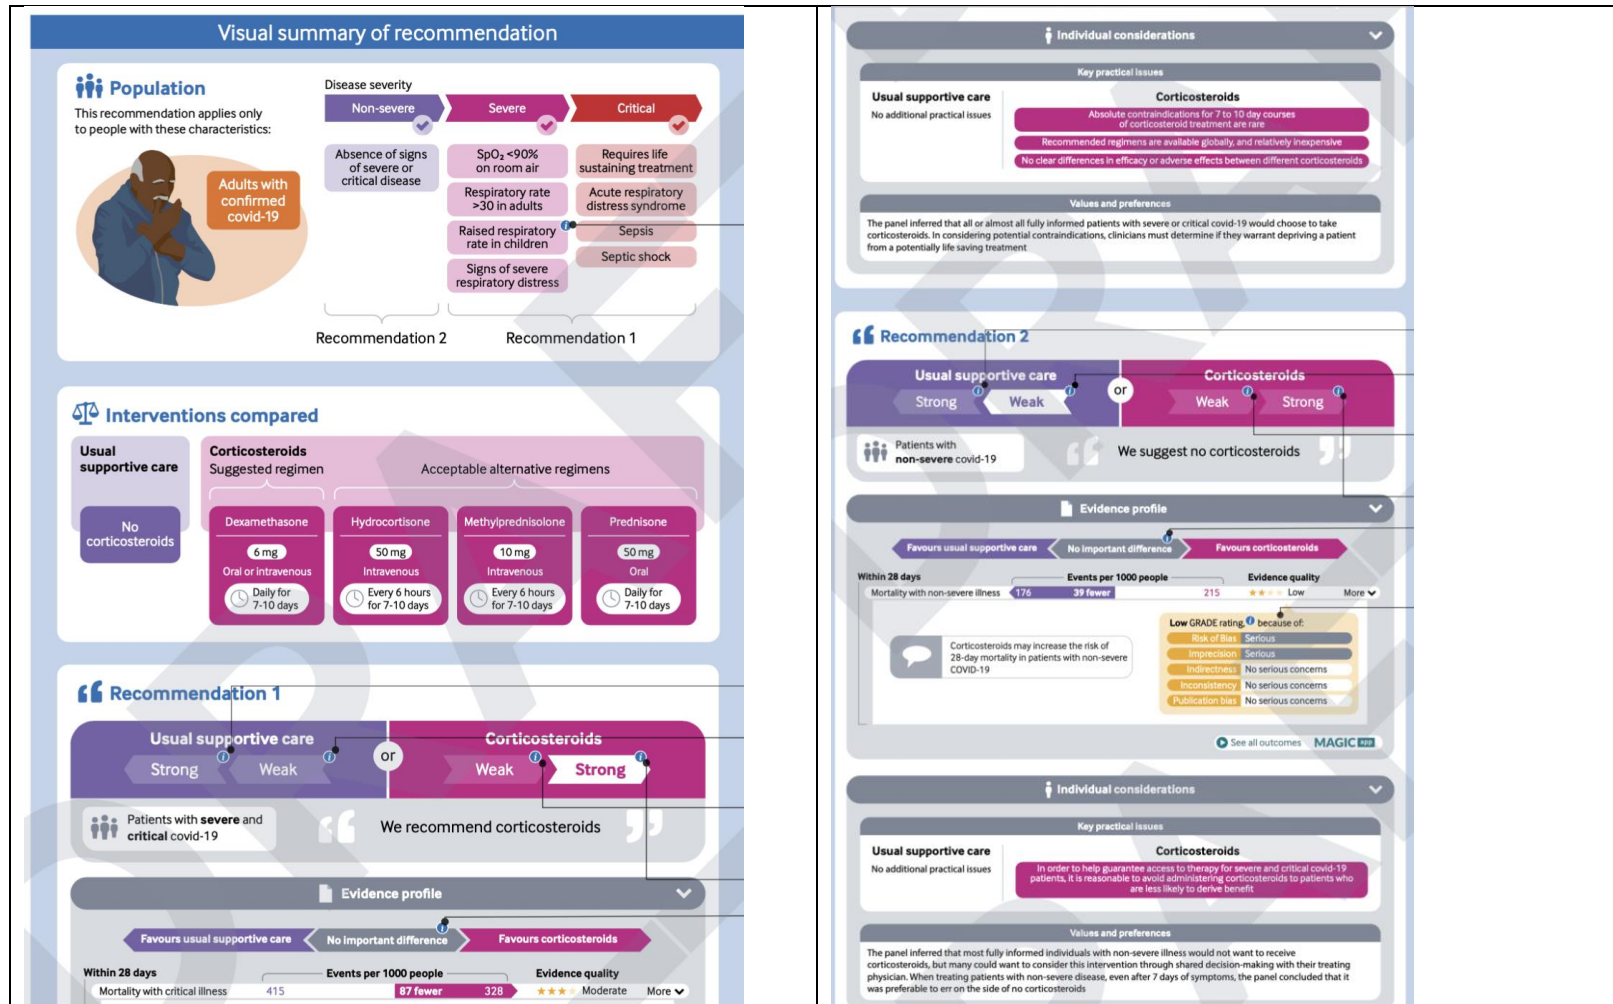 Visual summary of recommendation
Population
This recommendation applies only
to people with these characteristics:
Adults with
confirmed
covid-19
Disease severity
Non-severe
Severe
Critical
Absence of signs
of severe or
critical disease
SpO₂ <90%
on room air
Respiratory rate
>30 in adults
Raised respiratory
rate in children
Signs of severe
respiratory distress
Requires life
sustaining treatment
Acute respiratory
distress syndrome
Sepsis
Septic shock
Recommendation 2
Recommendation 1
Interventions compared
Usual
supportive care
No
corticosteroids
Corticosteroids
Suggested regimen
Acceptable alternative regimens
Dexamethasone
6 mg
Oral or intravenous
Daily for
7-10 days
Hydrocortisone
50 mg
Intravenous
Every 6 hours
for 7-10 days
Methylprednisolone
10 mg
Intravenous
Every 6 hours
for 7-10 days
Prednisone
50 mg
Oral
Daily for
7-10 days
Recommendation 1
Usual supportive care
Strong
Weak
or
Corticosteroids
Weak
Strong
Patients with severe and
critical covid-19
We recommend corticosteroids
Evidence profile
Favours usual supportive care
No important difference
Favours corticosteroids
Within 28 days
Events per 1000 people
Evidence quality
Mortality with critical illness 415 87 fewer 328 Moderate More
Individual considerations
Key practical issues
Usual supportive care
No additional practical issues
Corticosteroids
Absolute contraindications for 7 to 10 day courses
of corticosteroid treatment are rare
Recommended regimens are available globally, and relatively inexpensive
No clear differences in efficacy or adverse effects between different corticosteroids
Values and preferences
The panel inferred that all or almost all fully informed patients with severe or critical covid-19 would choose to take
corticosteroids. In considering potential contraindications, clinicians must determine if they warrant depriving a patient
from a potentially life saving treatment
Recommendation 2
Usual supportive care
Strong
Weak
or
Corticosteroids
Weak
Strong
Patients with
non-severe covid-19
We suggest no corticosteroids
Evidence profile
Favours usual supportive care
No important difference
Favours corticosteroids
Within 28 days
Events per 1000 people
Evidence quality
Mortality with non-severe illness 176 39 fewer 215 Low More
Corticosteroids may increase the risk of
28-day mortality in patients with non-severe
COVID-19
Low GRADE rating, because of:
Risk of Bias Serious
Imprecision Serious
Indirectness No serious concerns
Inconsistency No serious concerns
Publication bias No serious concerns
See all outcomes MAGIC app
Individual considerations
Key practical issues
Usual supportive care
No additional practical issues
Corticosteroids
In order to help guarantee access to therapy for severe and critical covid-19
patients, it is reasonable to avoid administering corticosteroids to patients who
are less likely to derive benefit
Values and preferences
The panel inferred that most fully informed individuals with non-severe illness would not want to receive
corticosteroids, but many could want to consider this intervention through shared decision-making with their treating
physician. When treating patients with non-severe disease, even after 7 days of symptoms, the panel concluded that it
was preferable to err on the side of no corticosteroids
DRAFT